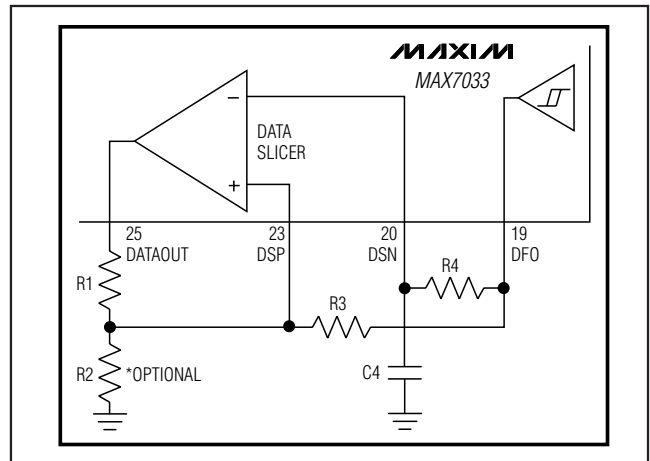 MAXIM
MAX7033
−
DATA
SLICER
+
25
DATAOUT
23
DSP
20
DSN
19
DFO
R4
R1
R3
R2
*OPTIONAL
C4